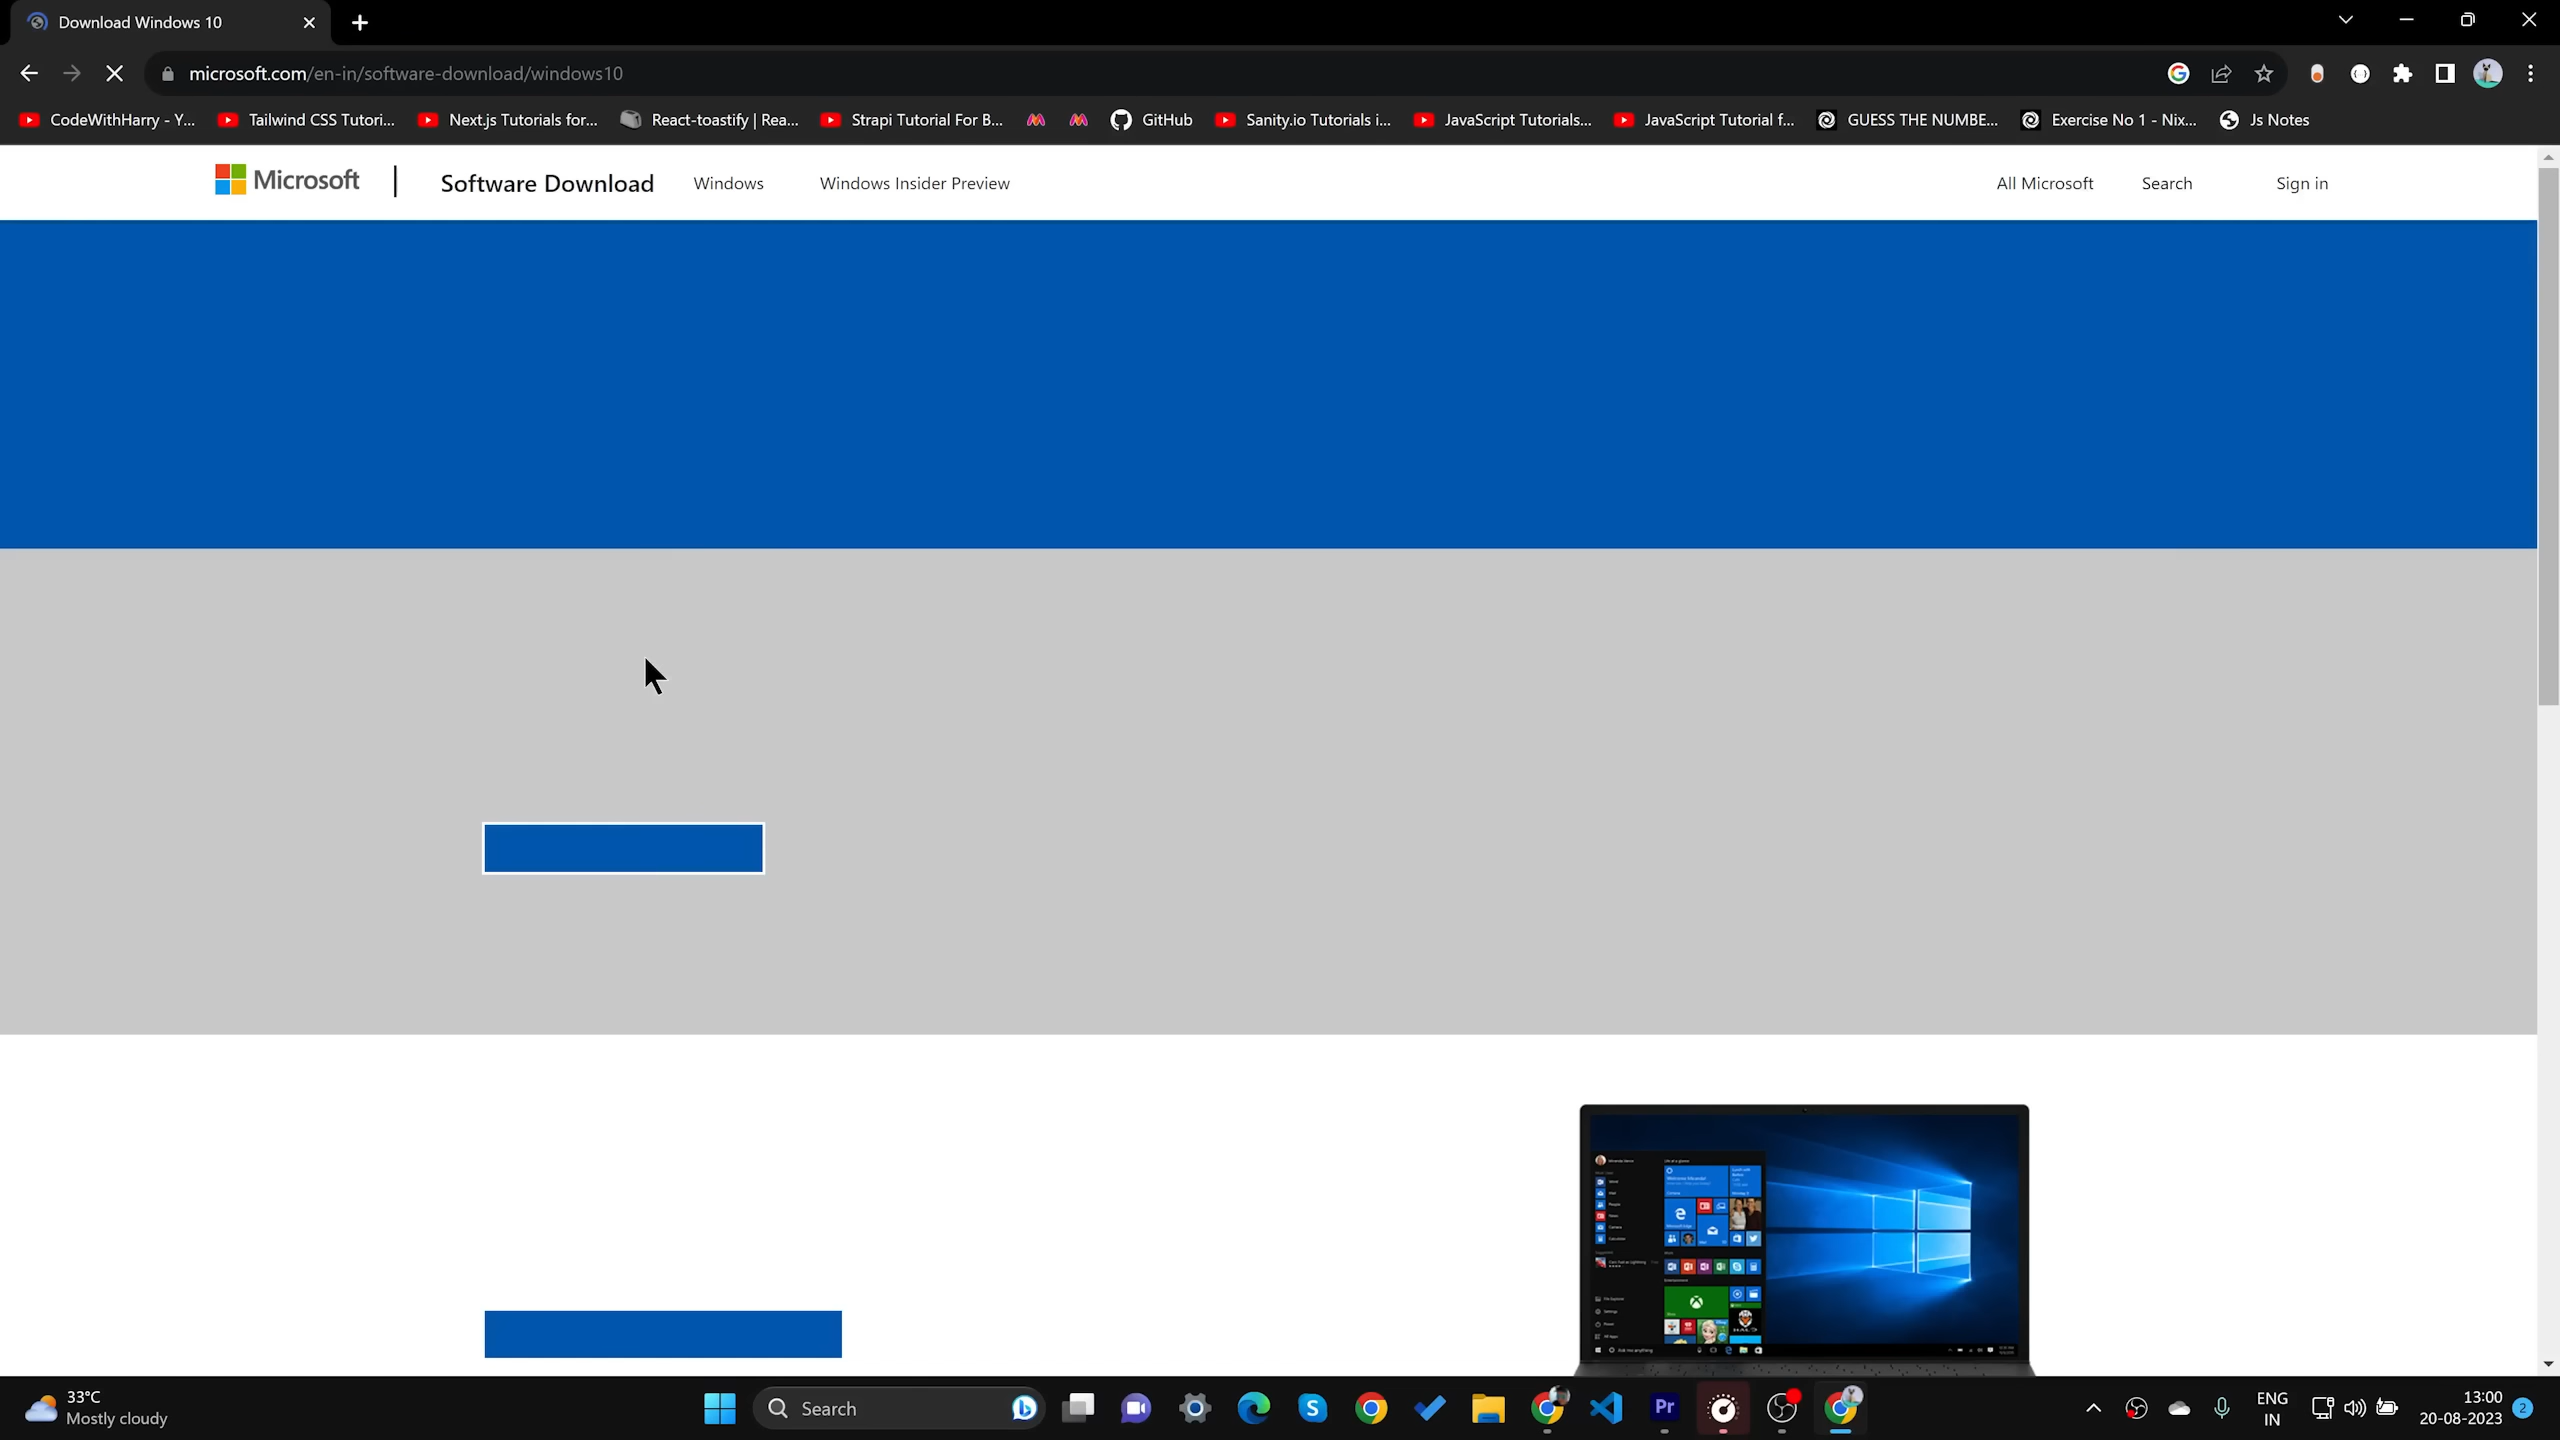 Download Windows 10
microsoft.com/en-in/software-download/windows10
CodeWithHarry - Y...
Tailwind CSS Tutori...
Next.js Tutorials for...
React-toastify | Rea...
Strapi Tutorial For B...
GitHub
Sanity.io Tutorials i...
JavaScript Tutorials...
JavaScript Tutorial f...
GUESS THE NUMBE...
Exercise No 1 - Nix...
Js Notes
Microsoft
Software Download
Windows
Windows Insider Preview
All Microsoft
Search
Sign in
33°C
Mostly cloudy
Search
Pr
ENG
IN
13:00
20-08-2023
2